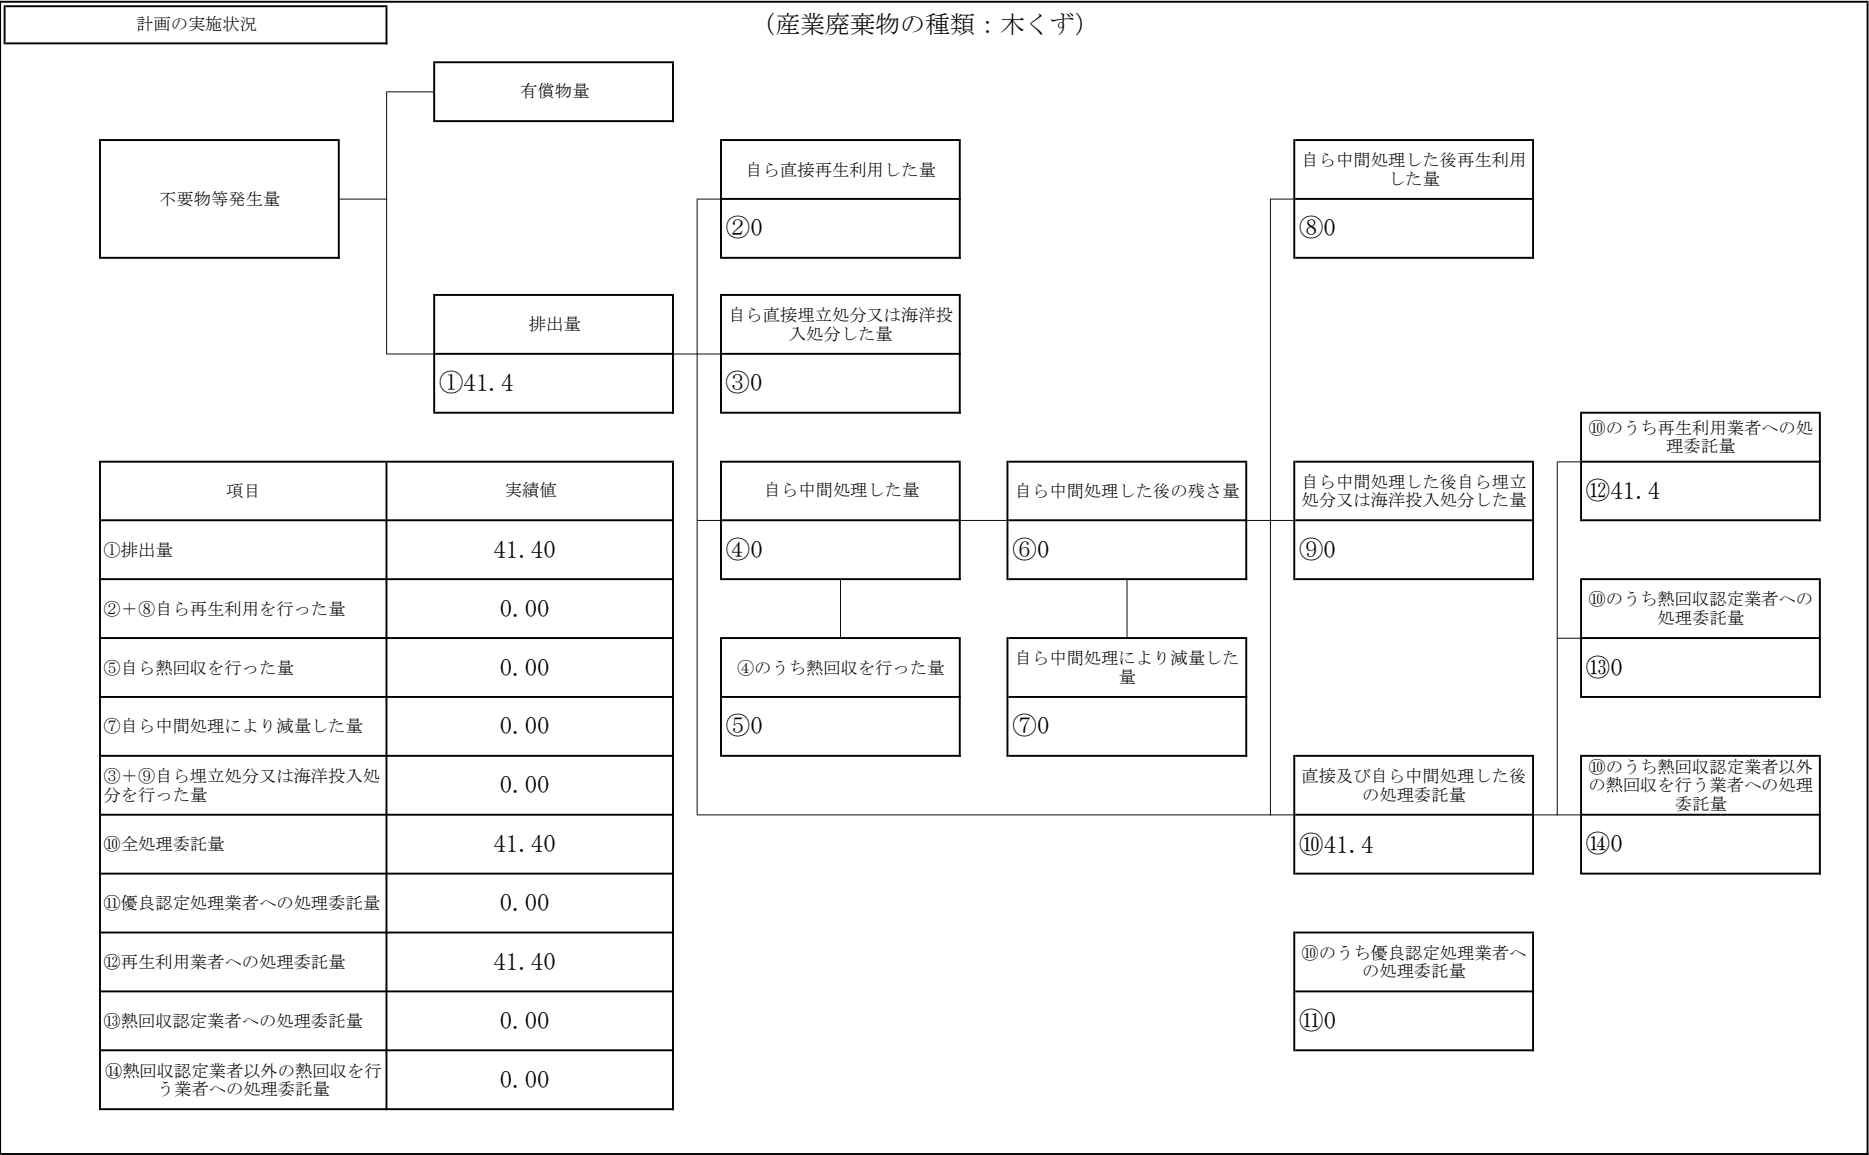 計画の実施状況
（産業廃棄物の種類：木くず）
有償物量
不要物等発生量
自ら直接再生利用した量
②0
自ら中間処理した後再生利用
した量
⑧0
排出量
①41.4
自ら直接埋立処分又は海洋投
入処分した量
③0
⑩のうち再生利用業者への処
理委託量
⑫41.4
自ら中間処理した量
④0
自ら中間処理した後の残さ量
⑥0
自ら中間処理した後自ら埋立
処分又は海洋投入処分した量
⑨0
⑩のうち熱回収認定業者への
処理委託量
⑬0
④のうち熱回収を行った量
⑤0
自ら中間処理により減量した
量
⑦0
直接及び自ら中間処理した後
の処理委託量
⑩41.4
⑩のうち熱回収認定業者以外
の熱回収を行う業者への処理
委託量
⑭0
⑩のうち優良認定処理業者へ
の処理委託量
⑪0
項目 実績値
①排出量 41.40
②＋⑧自ら再生利用を行った量 0.00
⑤自ら熱回収を行った量 0.00
⑦自ら中間処理により減量した量 0.00
③＋⑨自ら埋立処分又は海洋投入処
分を行った量 0.00
⑩全処理委託量 41.40
⑪優良認定処理業者への処理委託量 0.00
⑫再生利用業者への処理委託量 41.40
⑬熱回収認定業者への処理委託量 0.00
⑭熱回収認定業者以外の熱回収を行
う業者への処理委託量 0.00